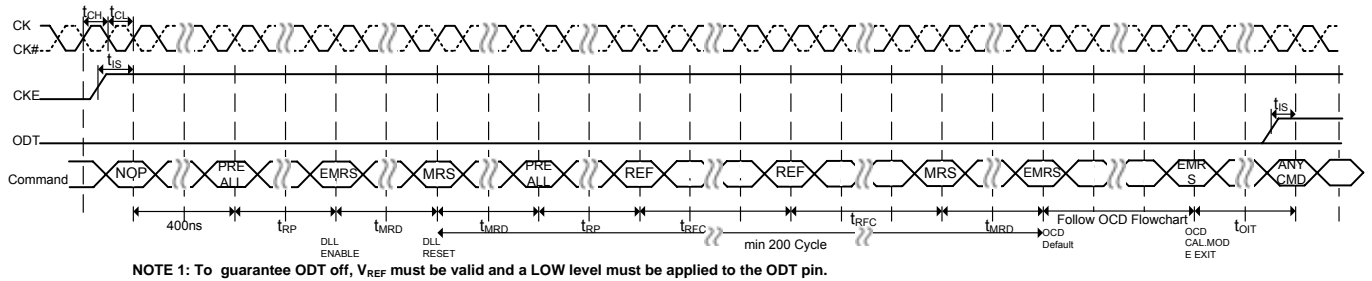 tCH tCL
CK
CK#
tIS
CKE
tIS
ODT
Command
NOP
PRE
ALL
EMRS
MRS
PRE
ALL
REF
REF
MRS
EMRS
EMR
S
ANY
CMD
400ns
tRP
tMRD
tMRD
tRP
tRFC
tRFC
tMRD
Follow OCD Flowchart
tOIT
DLL
ENABLE
DLL
RESET
min 200 Cycle
OCD
Default
OCD
CAL.MOD
E EXIT
NOTE 1: To guarantee ODT off, VREF must be valid and a LOW level must be applied to the ODT pin.